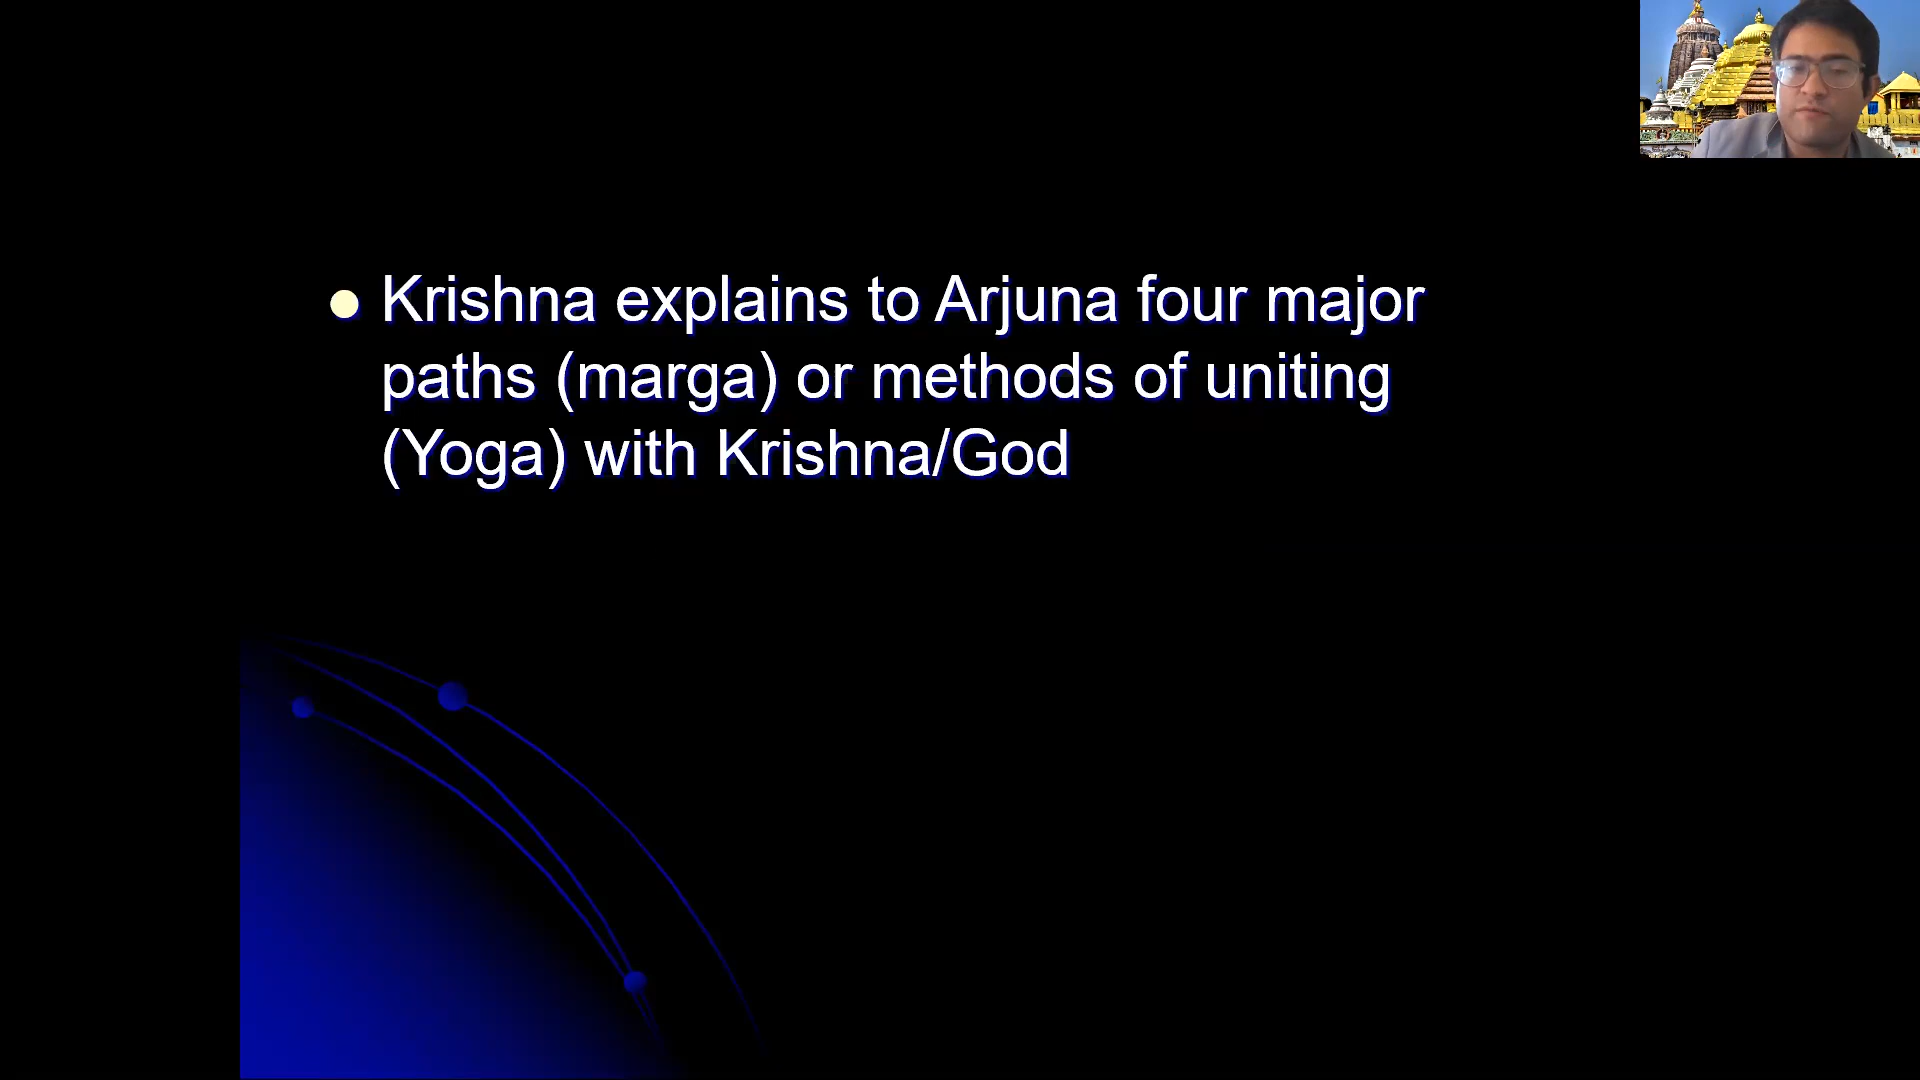 Krishna explains to Arjuna four major
paths (marga) or methods of uniting
(Yoga) with Krishna/God